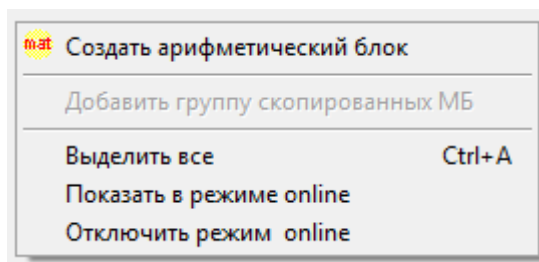 mat Создать арифметический блок
Добавить группу скопированных МБ
Выделить все Ctrl+A
Показать в режиме online
Отключить режим online